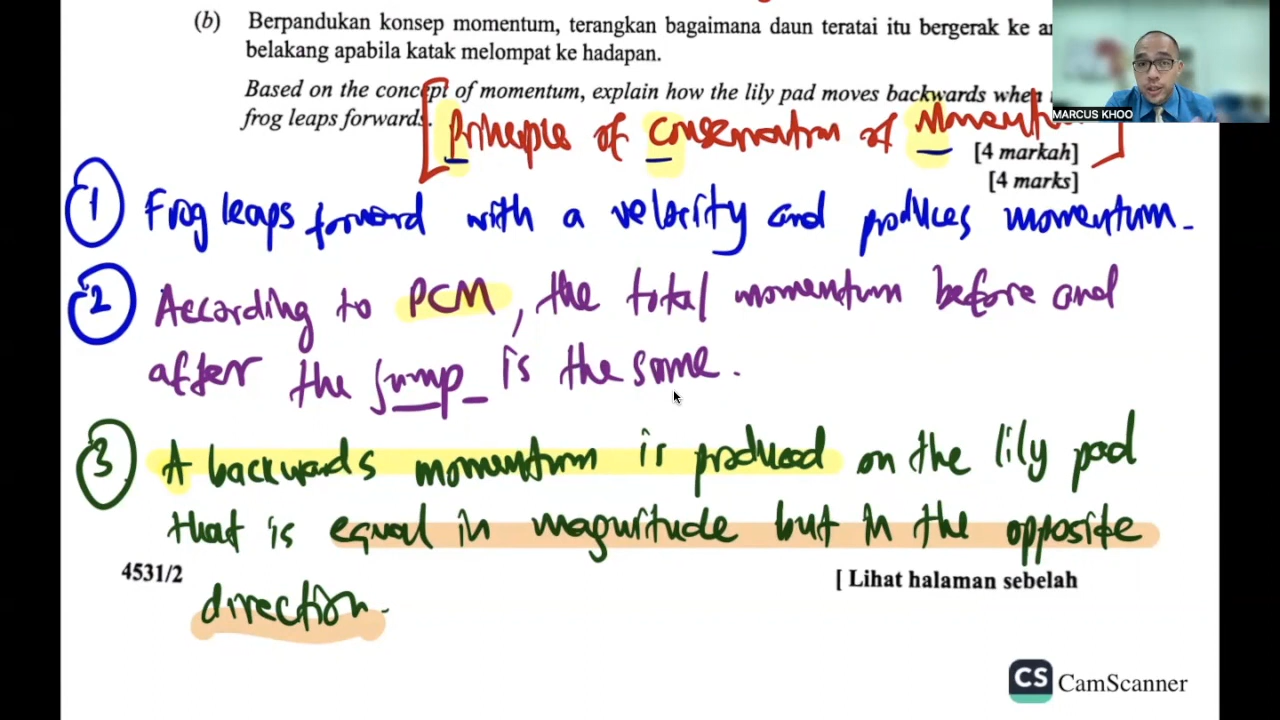 (b) Berpandukan konsep momentum, terangkan bagaimana daun teratai itu bergerak ke
belakang apabila katak melompat ke hadapan.
Based on the concept of momentum, explain how the lily pad moves backwards when
frog leaps forwards.
[Principle of Conservation of Momentum]
[4 markah]
[4 marks]
MARCUS KHOO
1 Frog leaps forward with a velocity and produces momentum.
2 According to PCM, the total momentum before and
after the jump is the same.
3 A backwards momentum is produced on the lily pad
that is equal in magnitude but in the opposite
direction.
4531/2
[ Lihat halaman sebelah
CS CamScanner